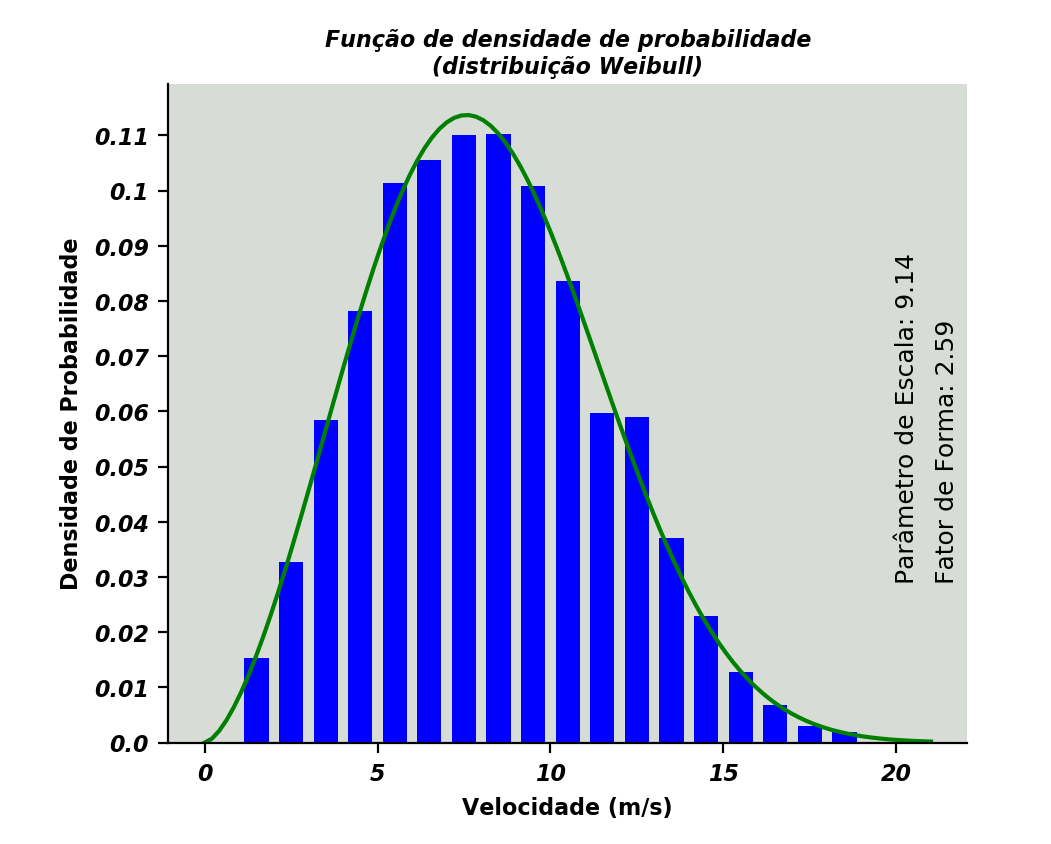 Função de densidade de probabilidade
(distribuição Weibull)
Densidade de Probabilidade
0.11
0.1
0.09
0.08
0.07
0.06
0.05
0.04
0.03
0.02
0.01
0.0
Parâmetro de Escala: 9.14
Fator de Forma: 2.59
0 5 10 15 20
Velocidade (m/s)